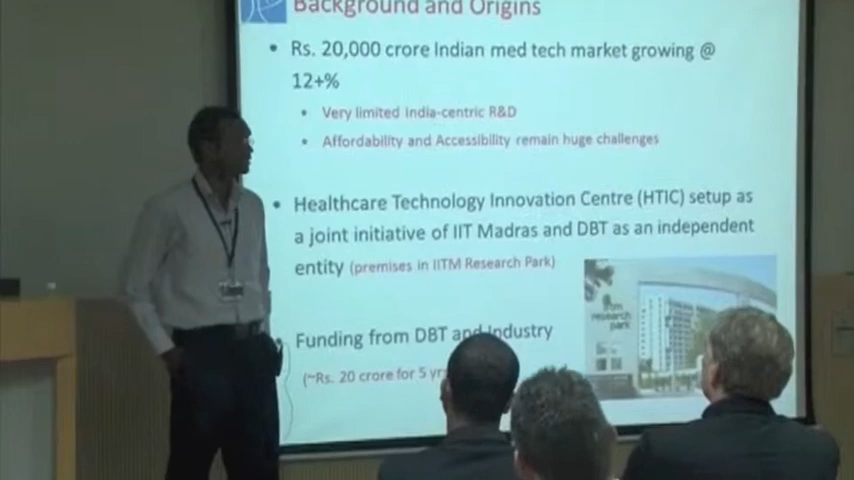 Background and Origins
• Rs. 20,000 crore Indian med tech market growing @
12+%
• Very limited India-centric R&D
• Affordability and Accessibility remain huge challenges
• Healthcare Technology Innovation Centre (HTIC) setup as
a joint initiative of IIT Madras and DBT as an independent
entity (premises in IITM Research Park)
• Funding from DBT and Industry
(~Rs. 20 crore for 5 yr
research
park